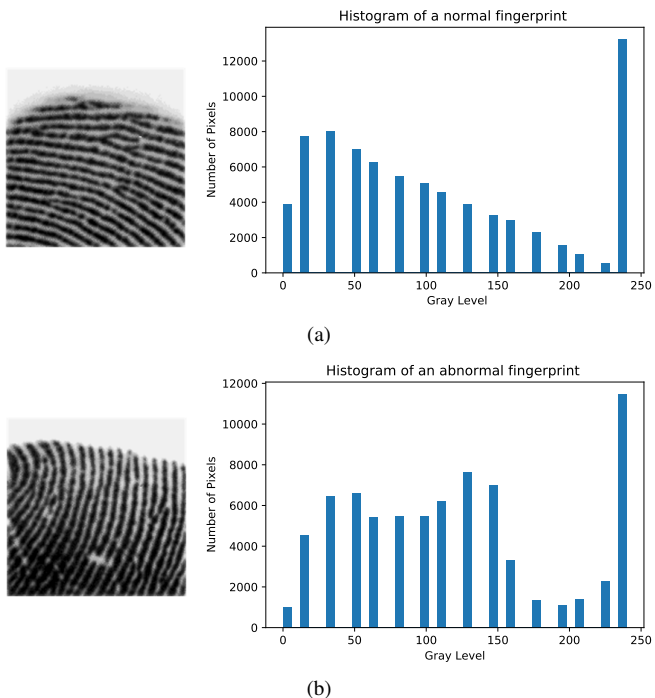 Histogram of a normal fingerprint
12000
10000
8000
6000
4000
2000
0
Number of Pixels
0 50 100 150 200 250
Gray Level
(a)
Histogram of an abnormal fingerprint
12000
10000
8000
6000
4000
2000
0
Number of Pixels
0 50 100 150 200 250
Gray Level
(b)